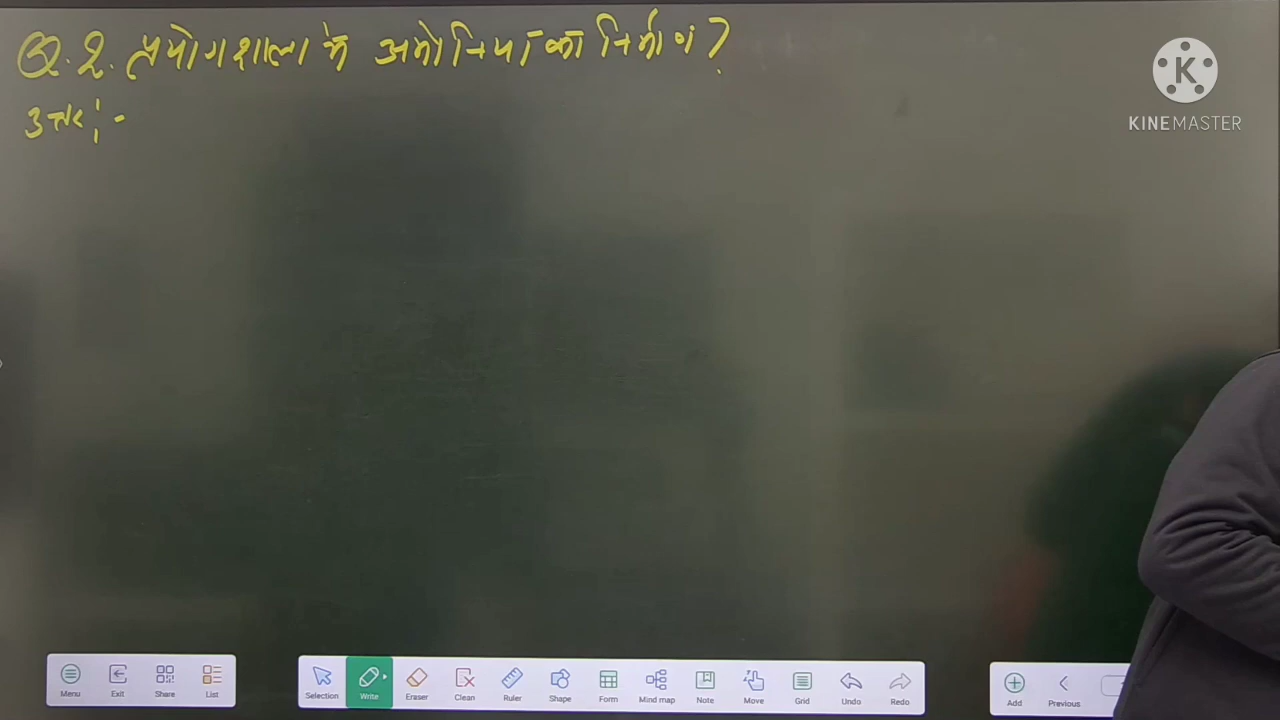 Q.2. प्रयोगशाला में अमोनिया का निर्माण ?
उत्तर :-
K
KINEMASTER
Menu Exit Share List
Selection Write Eraser Clean Ruler Shape Form Mind map Note Move Grid Undo Redo
Add Previous